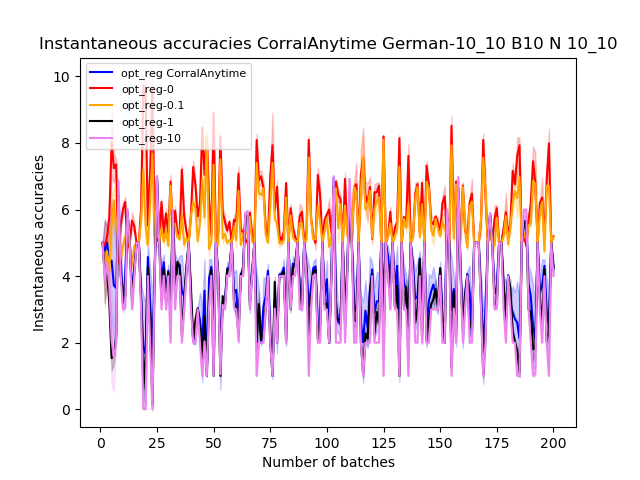 Instantaneous accuracies CorralAnytime German-10_10 B10 N 10_10
opt_reg CorralAnytime
opt_reg-0
opt_reg-0.1
opt_reg-1
opt_reg-10
10
8
6
4
2
0
Instantaneous accuracies
0 25 50 75 100 125 150 175 200
Number of batches